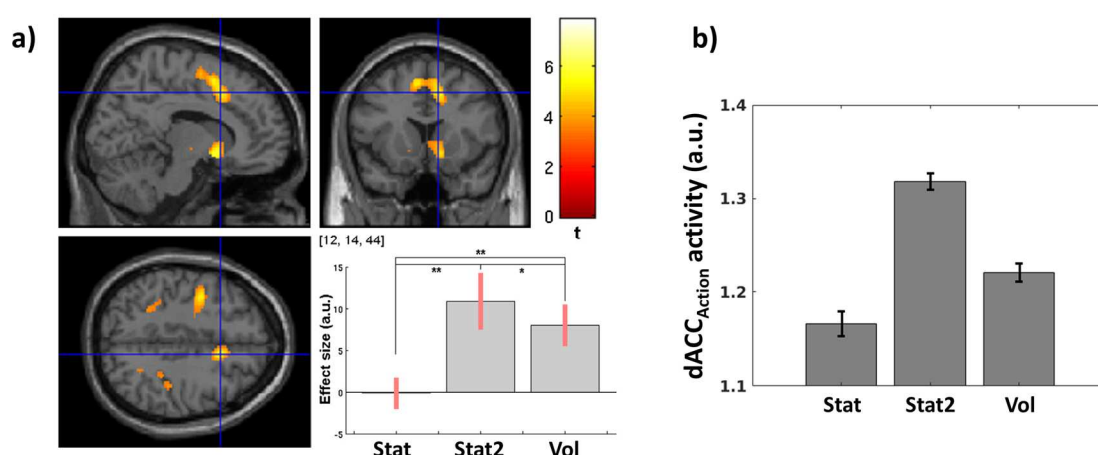 a)
6
4
2
0
t
[12, 14, 44]
**
** *
Effect size (a.u.)
15
10
5
0
-5
Stat Stat2 Vol
b)
dACCAction activity (a.u.)
1.4
1.3
1.2
1.1
Stat Stat2 Vol